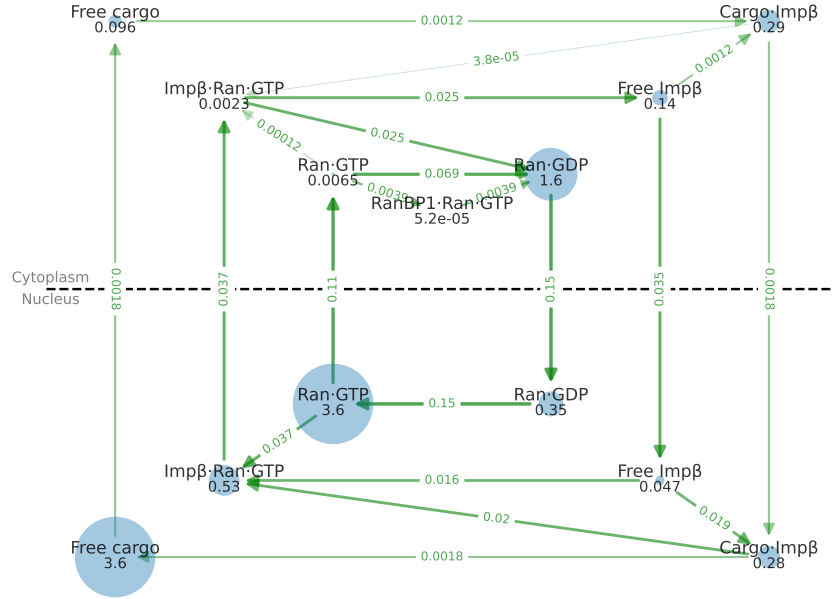 Free cargo
0.096
0.0012
Cargo·Impβ
0.29
3.8e-05
0.0012
Impβ·Ran·GTP
0.0023
0.025
Free Impβ
0.14
0.025
0.00012
Ran·GTP
0.0065
0.069
Ran·GDP
1.6
0.0039
0.0039
RanBP1·Ran·GTP
5.2e-05
Cytoplasm
Nucleus
0.0018
0.037
0.11
0.15
0.035
0.0018
Ran·GTP
3.6
0.15
Ran·GDP
0.35
0.037
Impβ·Ran·GTP
0.53
0.016
Free Impβ
0.047
0.02
0.019
Free cargo
3.6
0.0018
Cargo·Impβ
0.28